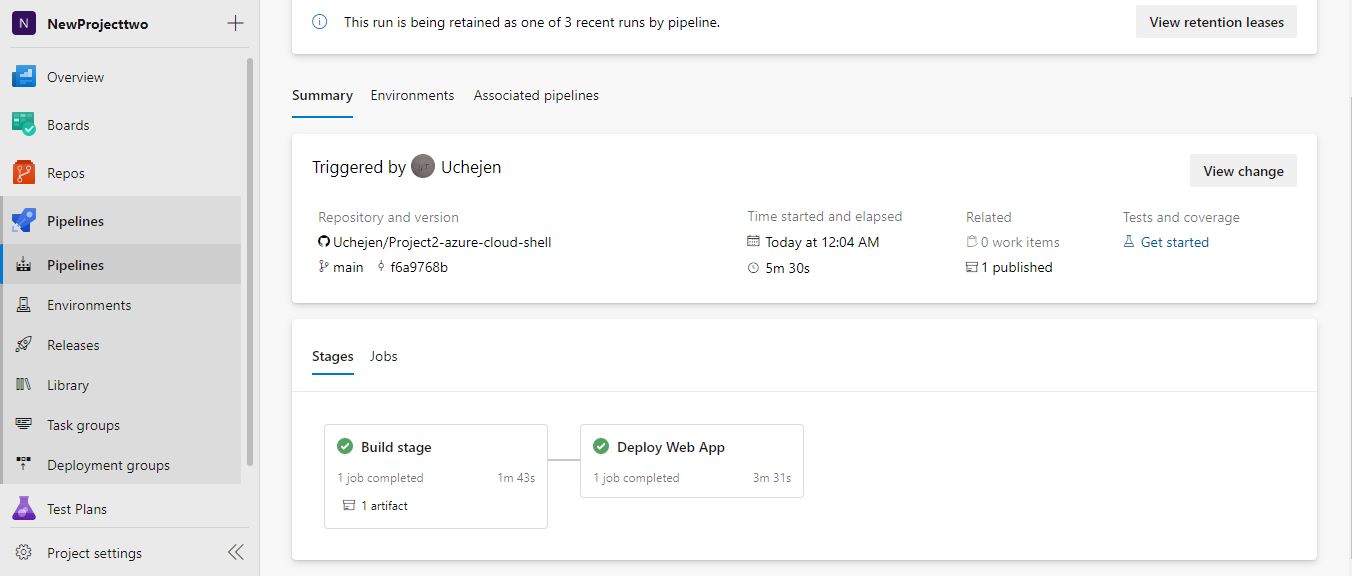 N NewProjecttwo
Overview
Boards
Repos
Pipelines
Pipelines
Environments
Releases
Library
Task groups
Deployment groups
Test Plans
Project settings
This run is being retained as one of 3 recent runs by pipeline.
View retention leases
Summary Environments Associated pipelines
Triggered by Uchejen
View change
Repository and version
Uchejen/Project2-azure-cloud-shell
main f6a9768b
Time started and elapsed
Today at 12:04 AM
5m 30s
Related
0 work items
1 published
Tests and coverage
Get started
Stages Jobs
Build stage
1 job completed 1m 43s
1 artifact
Deploy Web App
1 job completed 3m 31s